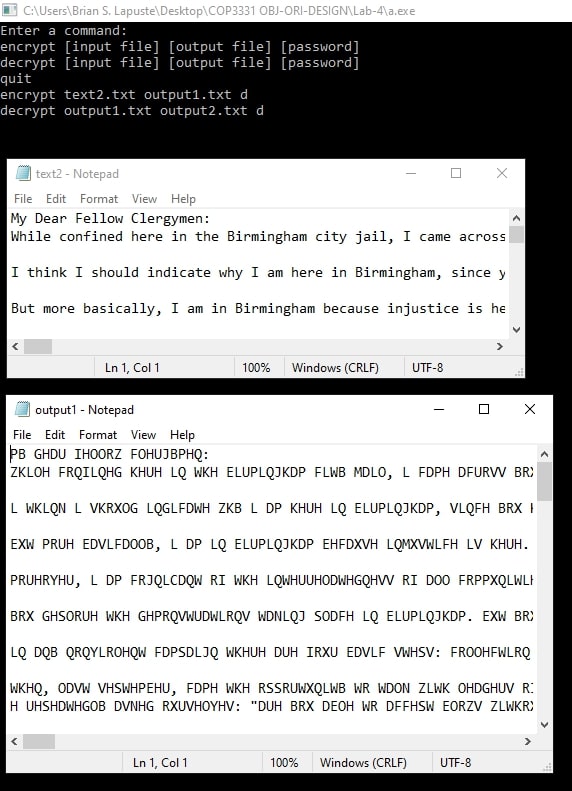 C:\Users\Brian S. Lapuste\Desktop\COP3331 OBJ-ORI-DESIGN\Lab-4\a.exe
Enter a command:
encrypt [input file] [output file] [password]
decrypt [input file] [output file] [password]
quit
encrypt text2.txt output1.txt d
decrypt output1.txt output2.txt d
text2 - Notepad
File Edit Format View Help
My Dear Fellow Clergymen:
While confined here in the Birmingham city jail, I came across
I think I should indicate why I am here in Birmingham, since y
But more basically, I am in Birmingham because injustice is he
Ln 1, Col 1 100% Windows (CRLF) UTF-8
output1 - Notepad
File Edit Format View Help
PB GHDU IHOORZ FOHUJBPHQ:
ZKLOH FRQILQHG KHUH LQ WKH ELUPLQJKDP FLWB MDLO, L FDPH DFURVV BRX
L WKLQN L VKRXOG LQGLFDWH ZKB L DP KHUH LQ ELUPLQJKDP, VLQFH BRX
EXW PRUH EDVLFDOOB, L DP LQ ELUPLQJKDP EHFDXVH LQMXVWLFH LV KHUH.
PRUHRYHU, L DP FRJQLCDQW RI WKH LQWHUUHODWHGQHVV RI DOO FRPPXQLWL
BRX GHSORUH WKH GHPRQVWUDWLRQV WDNLQJ SODFH LQ ELUPLQJKDP. EXW BRX
LQ DQB QRQYLROHQW FDPSDLJQ WKHUH DUH IRXU EDVLF VWHSV: FROOHFWLRQ
WKHQ, ODVW VHSWHPEHU, FDPH WKH RSSRUWXQLWB WR WDON ZLWK OHDGHUV RI
H UHSHDWHGOB DVNHG RXUVHOYHV: "DUH BRX DEOH WR DFFHSW EORZV ZLWKRX
Ln 1, Col 1 100% Windows (CRLF) UTF-8